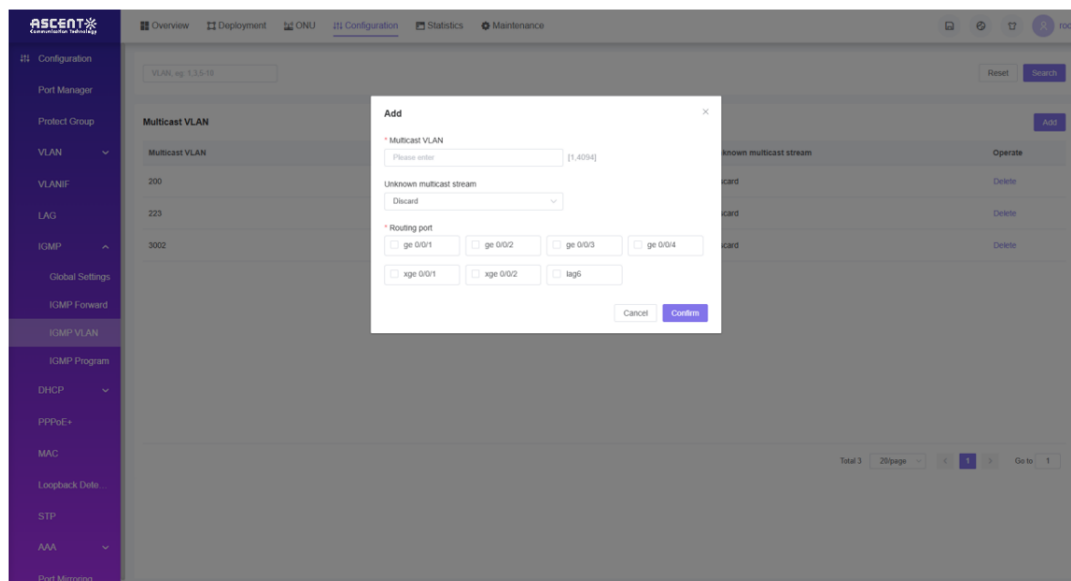 ASCENT
Communication Technology
Overview Deployment ONU Configuration Statistics Maintenance
Configuration
Port Manager
Protect Group
VLAN
VLANIF
LAG
IGMP
Global Settings
IGMP Forward
IGMP VLAN
IGMP Program
DHCP
PPPoE+
MAC
Loopback Dete...
STP
AAA
Port Mirroring
VLAN, eg: 1,3,5-10
Reset Search
Multicast VLAN Add
Multicast VLAN known multicast stream Operate
200 card Delete
223 card Delete
3002 card Delete
Total 3 20/page < 1 > Go to 1
Add ×
* Multicast VLAN
Please enter [1,4094]
Unknown multicast stream
Discard
* Routing port
ge 0/0/1 ge 0/0/2 ge 0/0/3 ge 0/0/4
xge 0/0/1 xge 0/0/2 lag6
Cancel Confirm